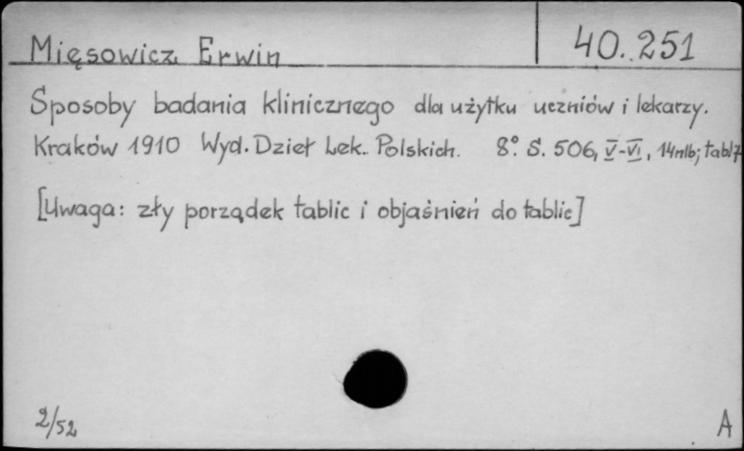 Mięsowicz Erwin
40.251
Sposoby badania klinicznego dla użytku uczniów i lekarzy.
Kraków 1910 Wyd. Dzieł Lek. Polskich. 8° S. 506, V-VI, 14nlb; tabl 7
[Uwaga: zły porządek tablic i objaśnień do tablic]
2/52
A